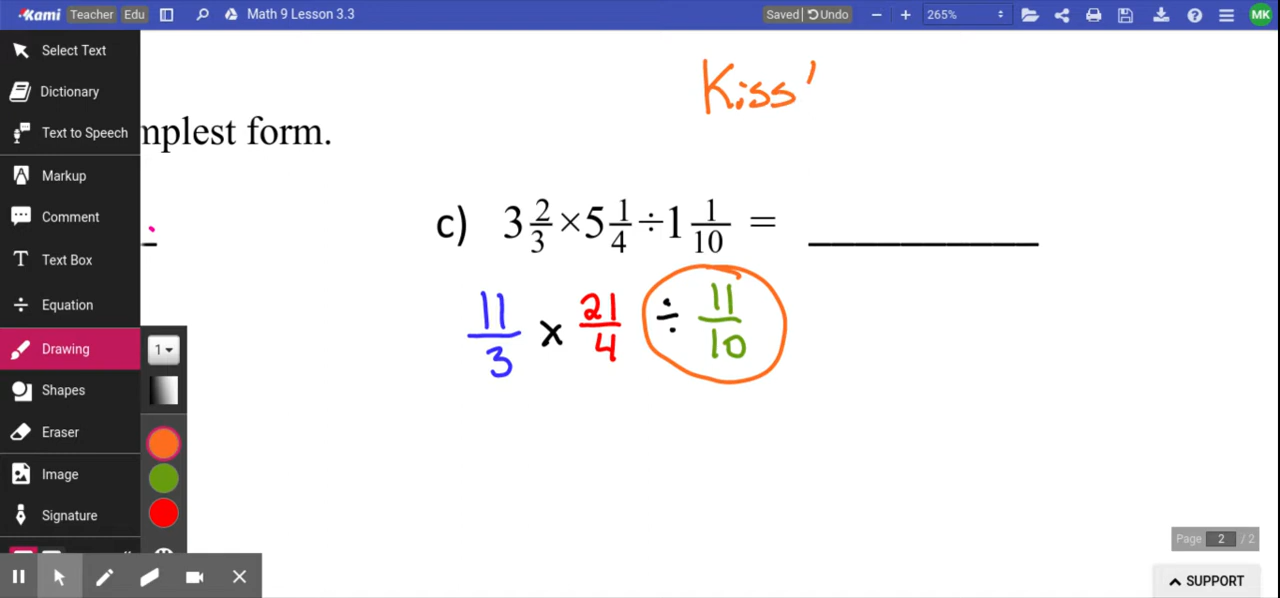 Kami Teacher Edu Math 9 Lesson 3.3 Saved Undo − + 265% MK
Select Text
Dictionary
Text to Speech
Markup
Comment
Text Box
Equation
Drawing
Shapes
Eraser
Image
Signature
1
Kiss'
mplest form.
c) 3 2/3 × 5 1/4 ÷ 1 1/10 = __________
11/3 × 21/4 ÷ 11/10
Page 2 / 2
SUPPORT